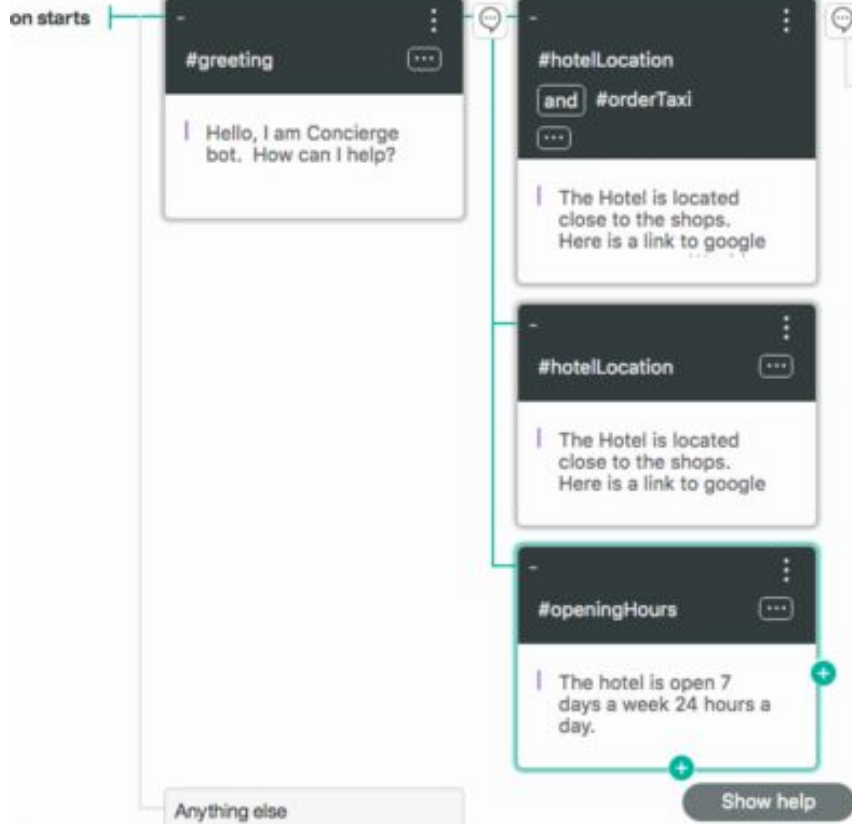 on starts
#greeting
Hello, I am Concierge
bot. How can I help?
#hotelLocation
and #orderTaxi
The Hotel is located
close to the shops.
Here is a link to google
#hotelLocation
The Hotel is located
close to the shops.
Here is a link to google
#openingHours
The hotel is open 7
days a week 24 hours a
day.
Anything else
Show help